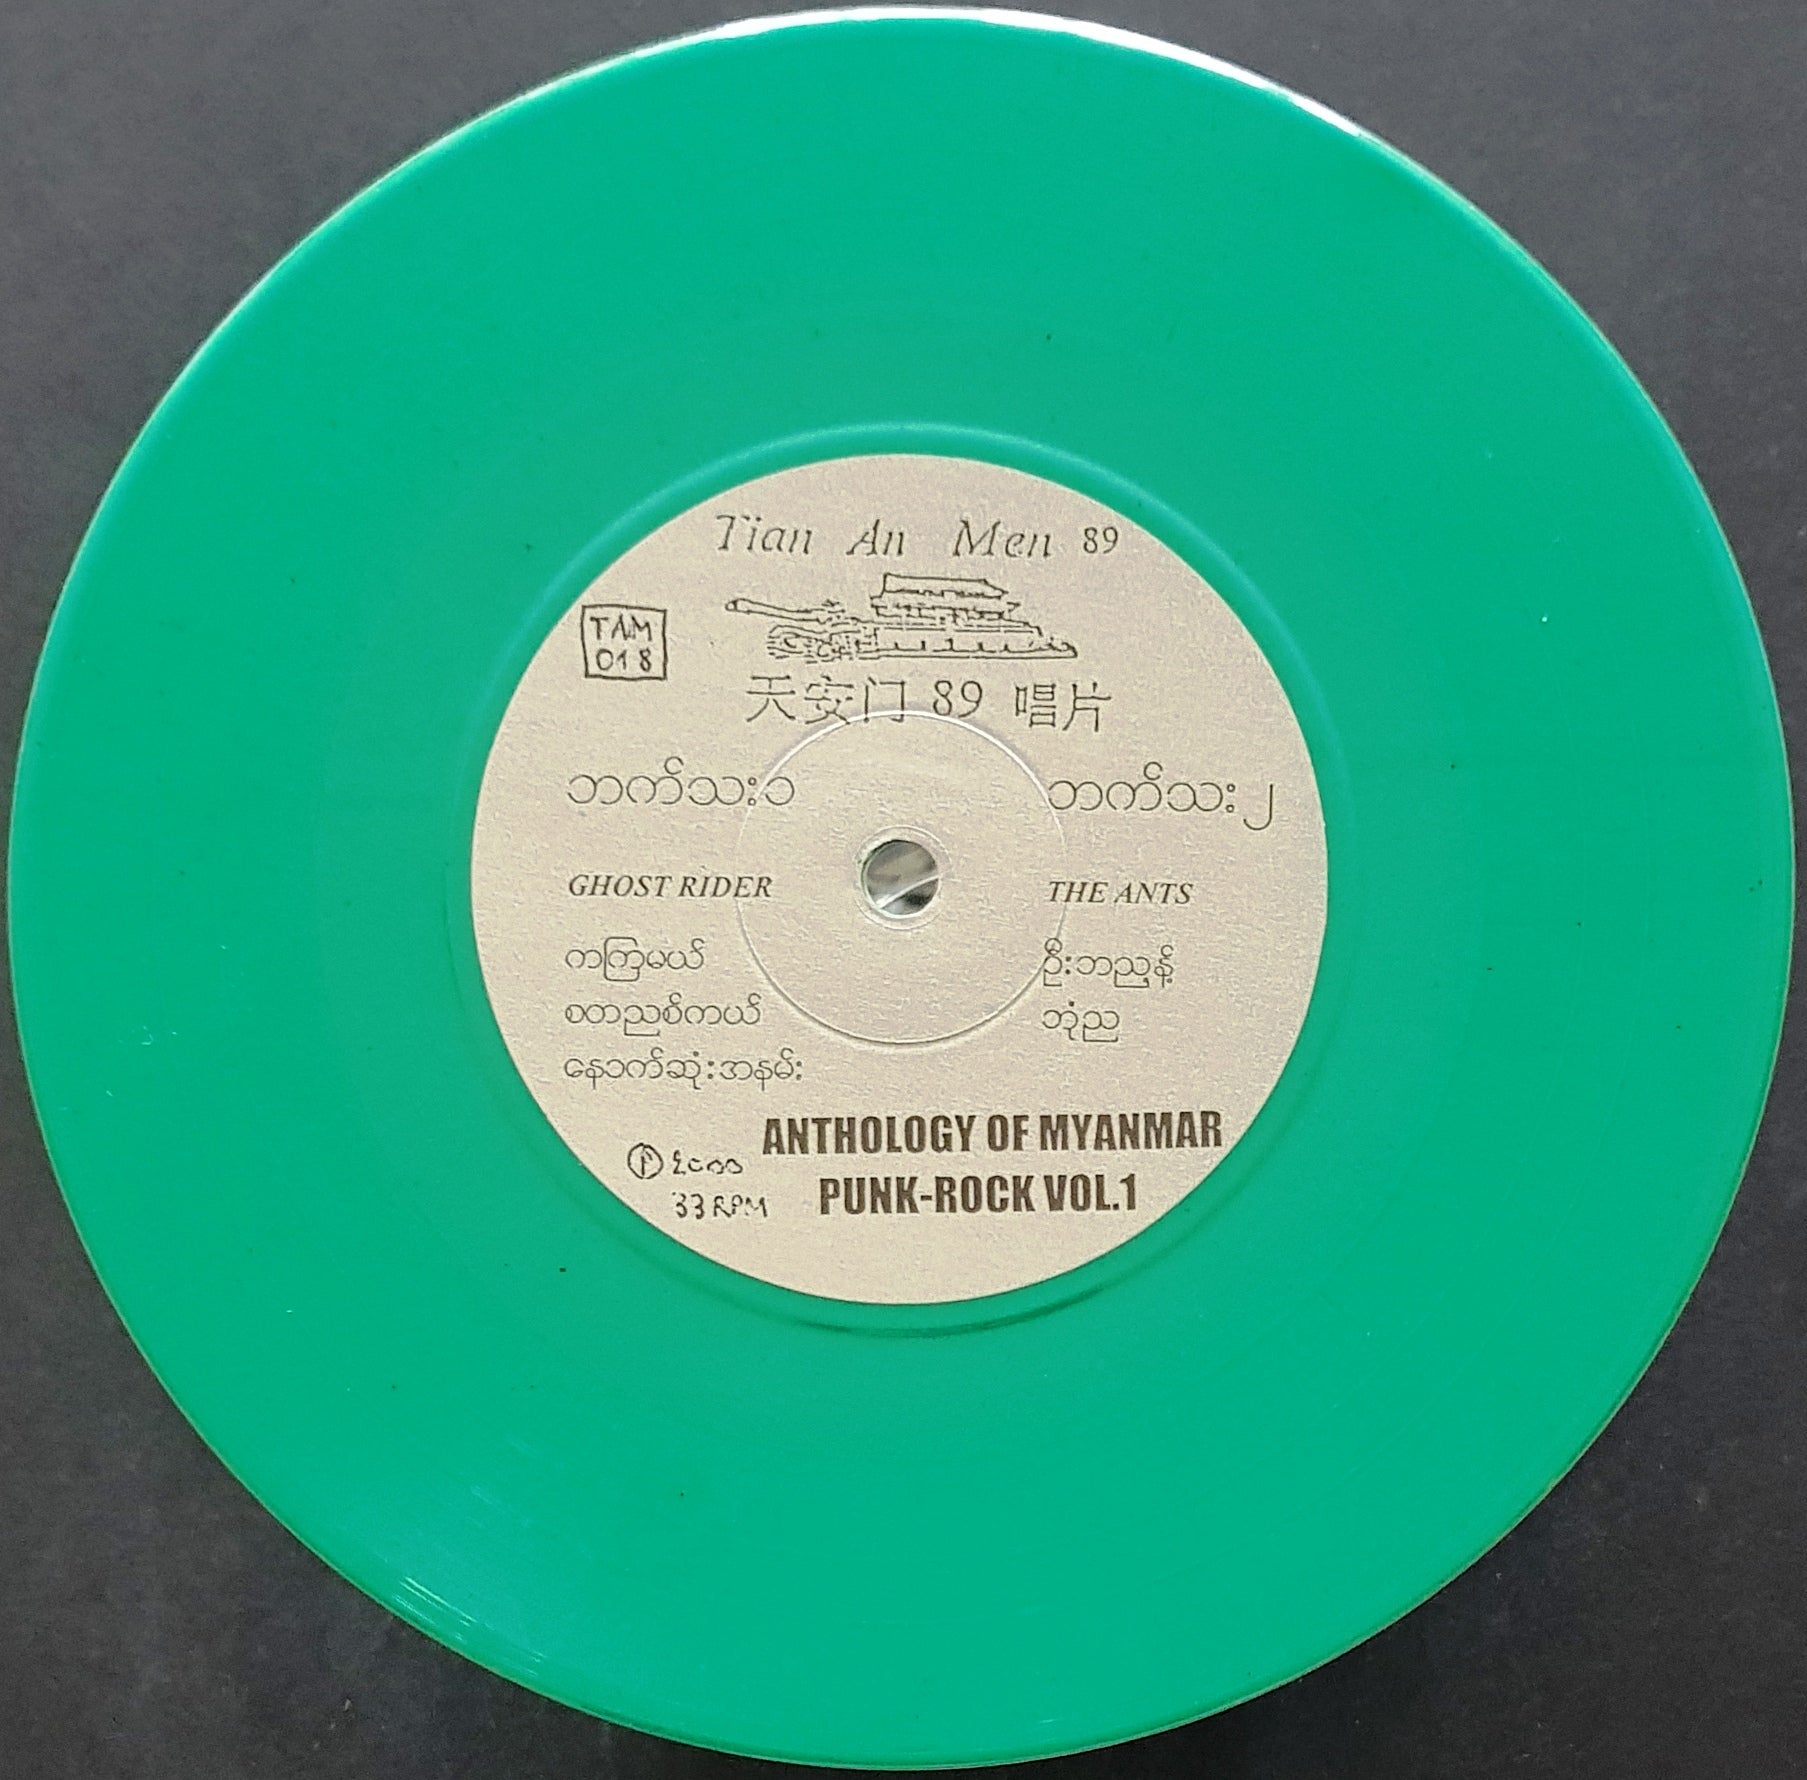 Tian An Men 89
TAM
018
天安门 89 唱片
ဘက်သး၁
ဘက်သး၂
GHOST RIDER
THE ANTS
ကကြမယ်
စတညစ်ကယ်
နောက်ဆုံးအနမ်း
ဦးဘညွန့်
ဘုံည
ANTHOLOGY OF MYANMAR
PUNK-ROCK VOL.1
33 RPM